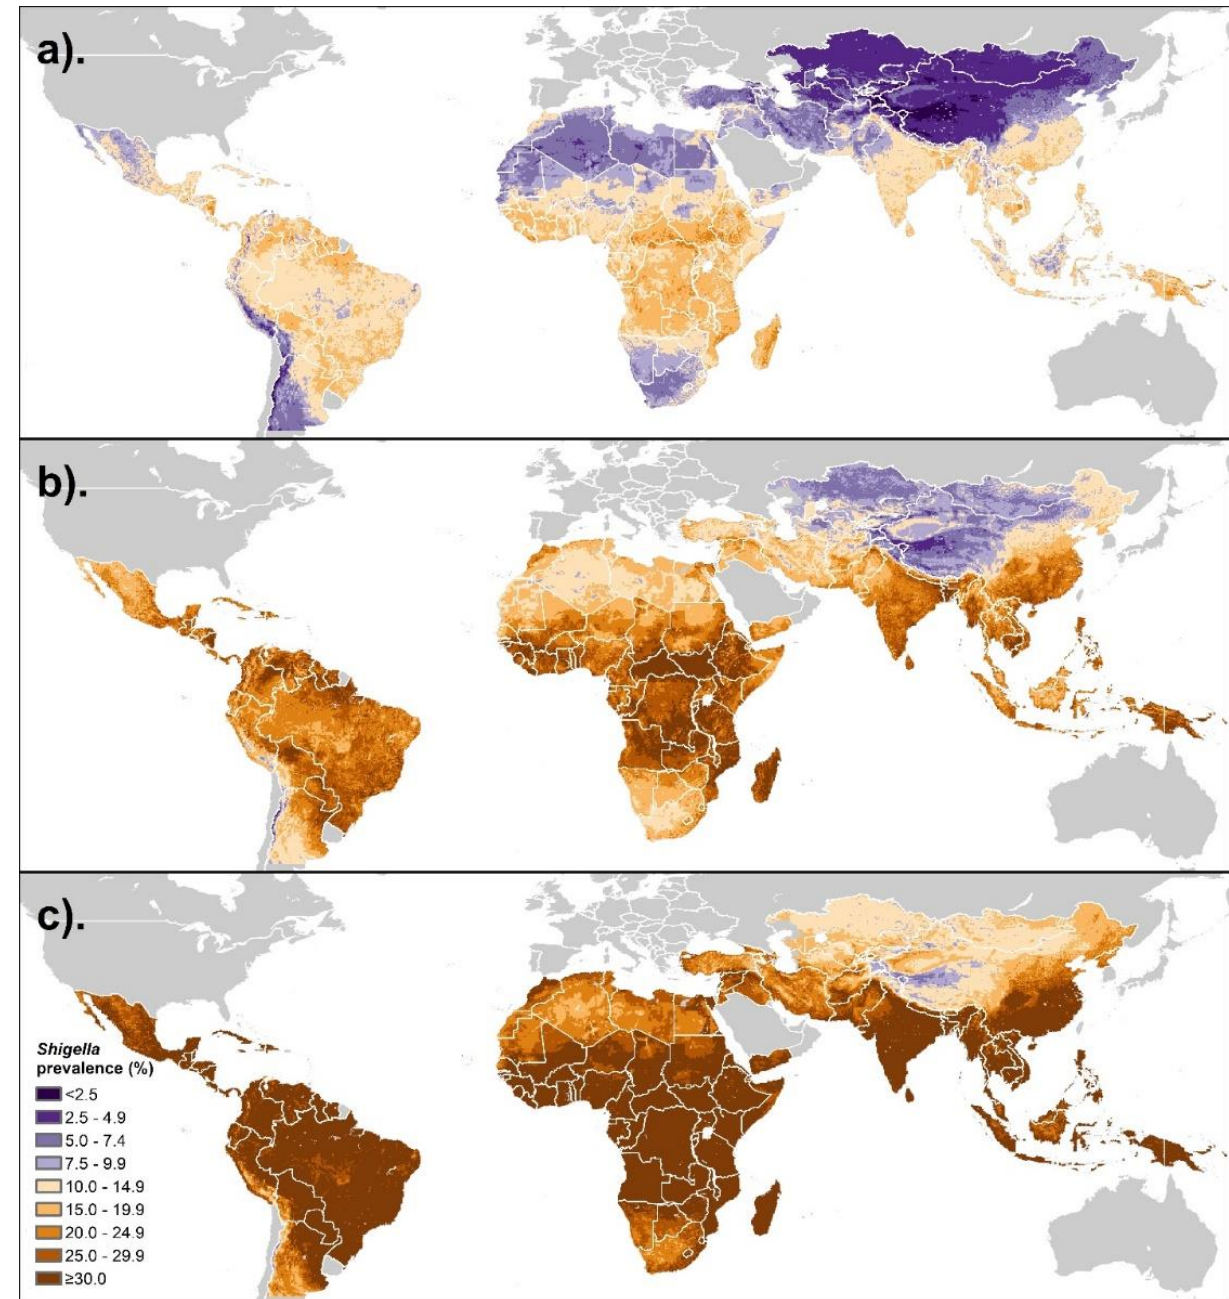 a).
b).
c).
Shigella
prevalence (%)
<2.5
2.5 - 4.9
5.0 - 7.4
7.5 - 9.9
10.0 - 14.9
15.0 - 19.9
20.0 - 24.9
25.0 - 29.9
≥30.0